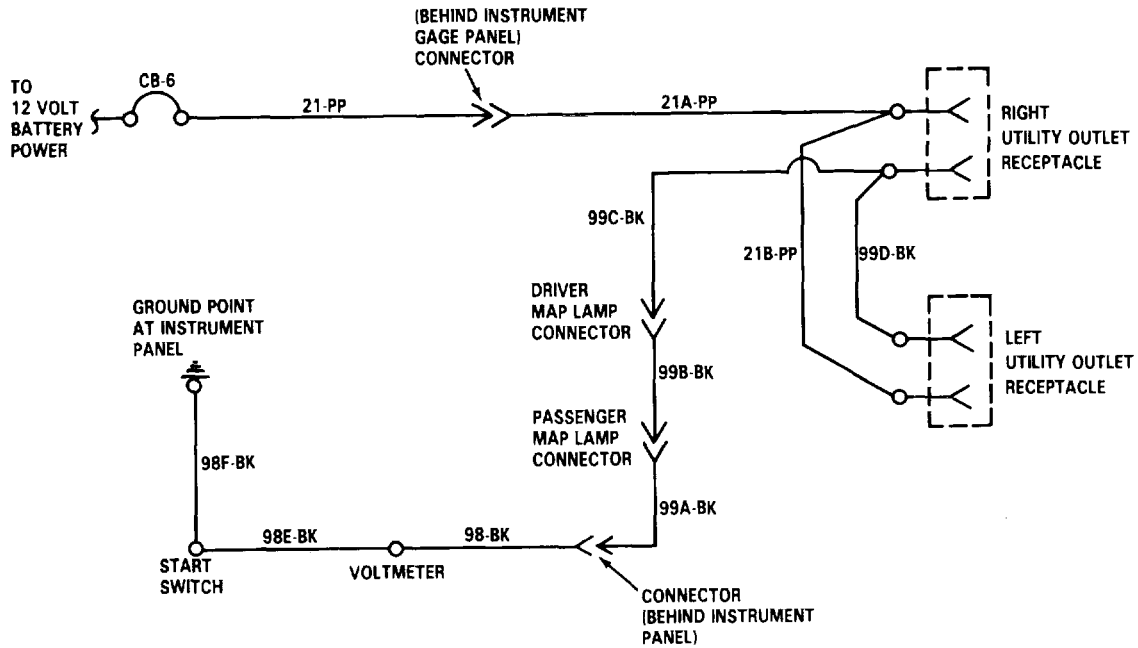 (BEHIND INSTRUMENT
GAGE PANEL)
CONNECTOR
TO
12 VOLT
BATTERY
POWER
CB-6
21-PP
21A-PP
RIGHT
UTILITY OUTLET
RECEPTACLE
99C-BK
21B-PP
99D-BK
GROUND POINT
AT INSTRUMENT
PANEL
DRIVER
MAP LAMP
CONNECTOR
LEFT
UTILITY OUTLET
RECEPTACLE
99B-BK
PASSENGER
MAP LAMP
CONNECTOR
98F-BK
99A-BK
98E-BK
98-BK
START
SWITCH
VOLTMETER
CONNECTOR
(BEHIND INSTRUMENT
PANEL)